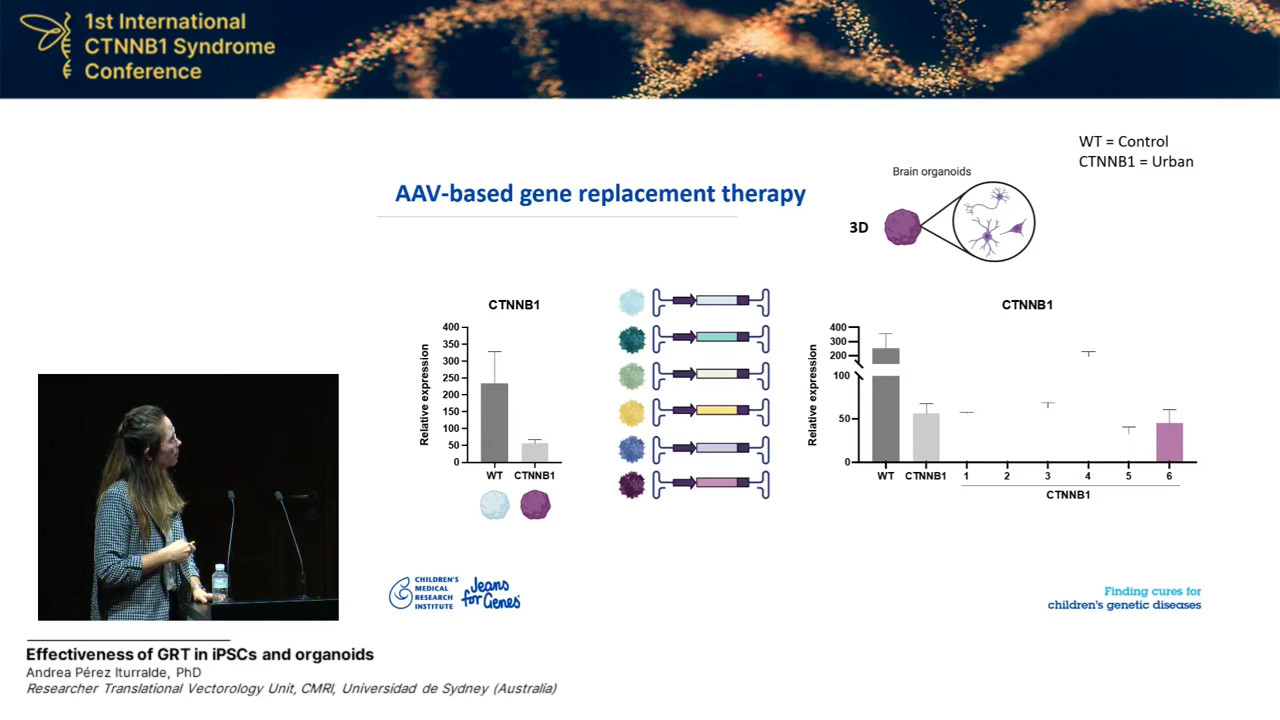 1st International
CTNNB1 Syndrome
Conference
WT = Control
CTNNB1 = Urban
Brain organoids
AAV-based gene replacement therapy
3D
CTNNB1
Relative expression
400
350
300
250
200
150
100
50
0
WT CTNNB1
CTNNB1
Relative expression
400
300
200
100
50
0
WT CTNNB1 1 2 3 4 5 6
CTNNB1
CHILDREN'S
MEDICAL
RESEARCH
INSTITUTE
Jeans
for Genes
Finding cures for
children's genetic diseases
Effectiveness of GRT in iPSCs and organoids
Andrea Pérez Iturralde, PhD
Researcher Translational Vectorology Unit, CMRI, Universidad de Sydney (Australia)